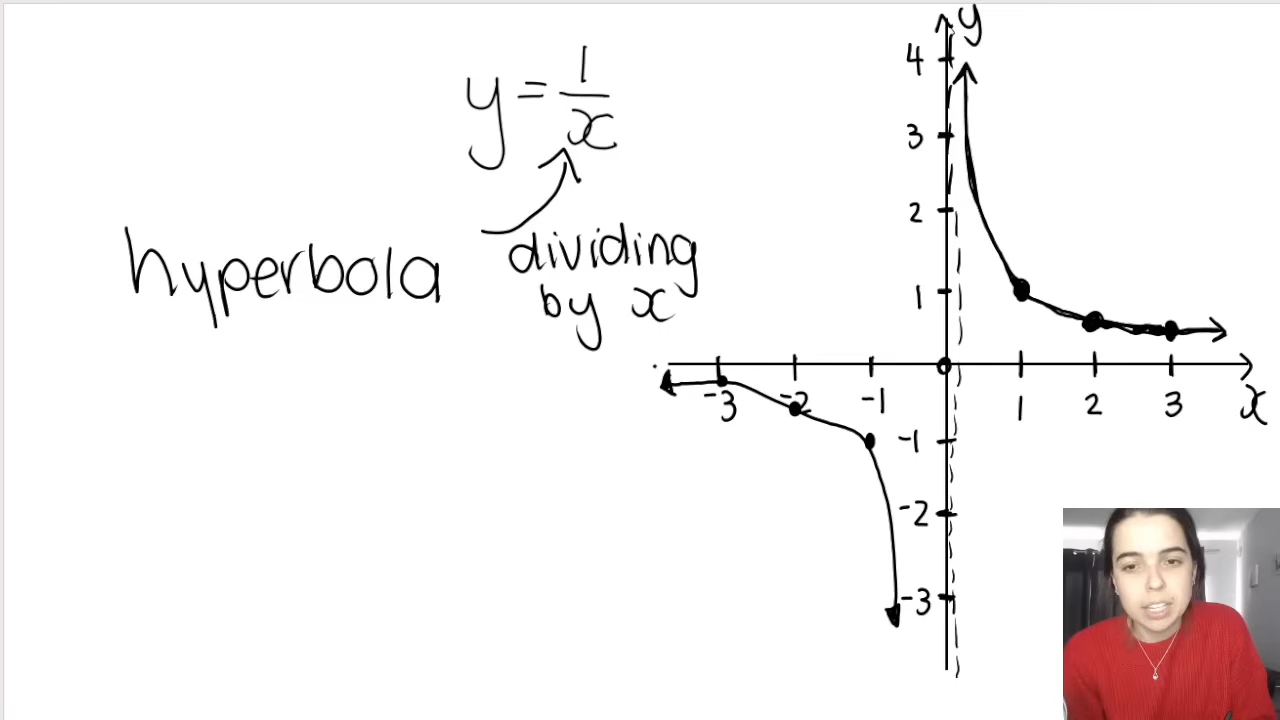 y = 1/x
hyperbola
dividing
by x
y
4
3
2
1
0
-3 -2 -1
1 2 3 x
-1
-2
-3